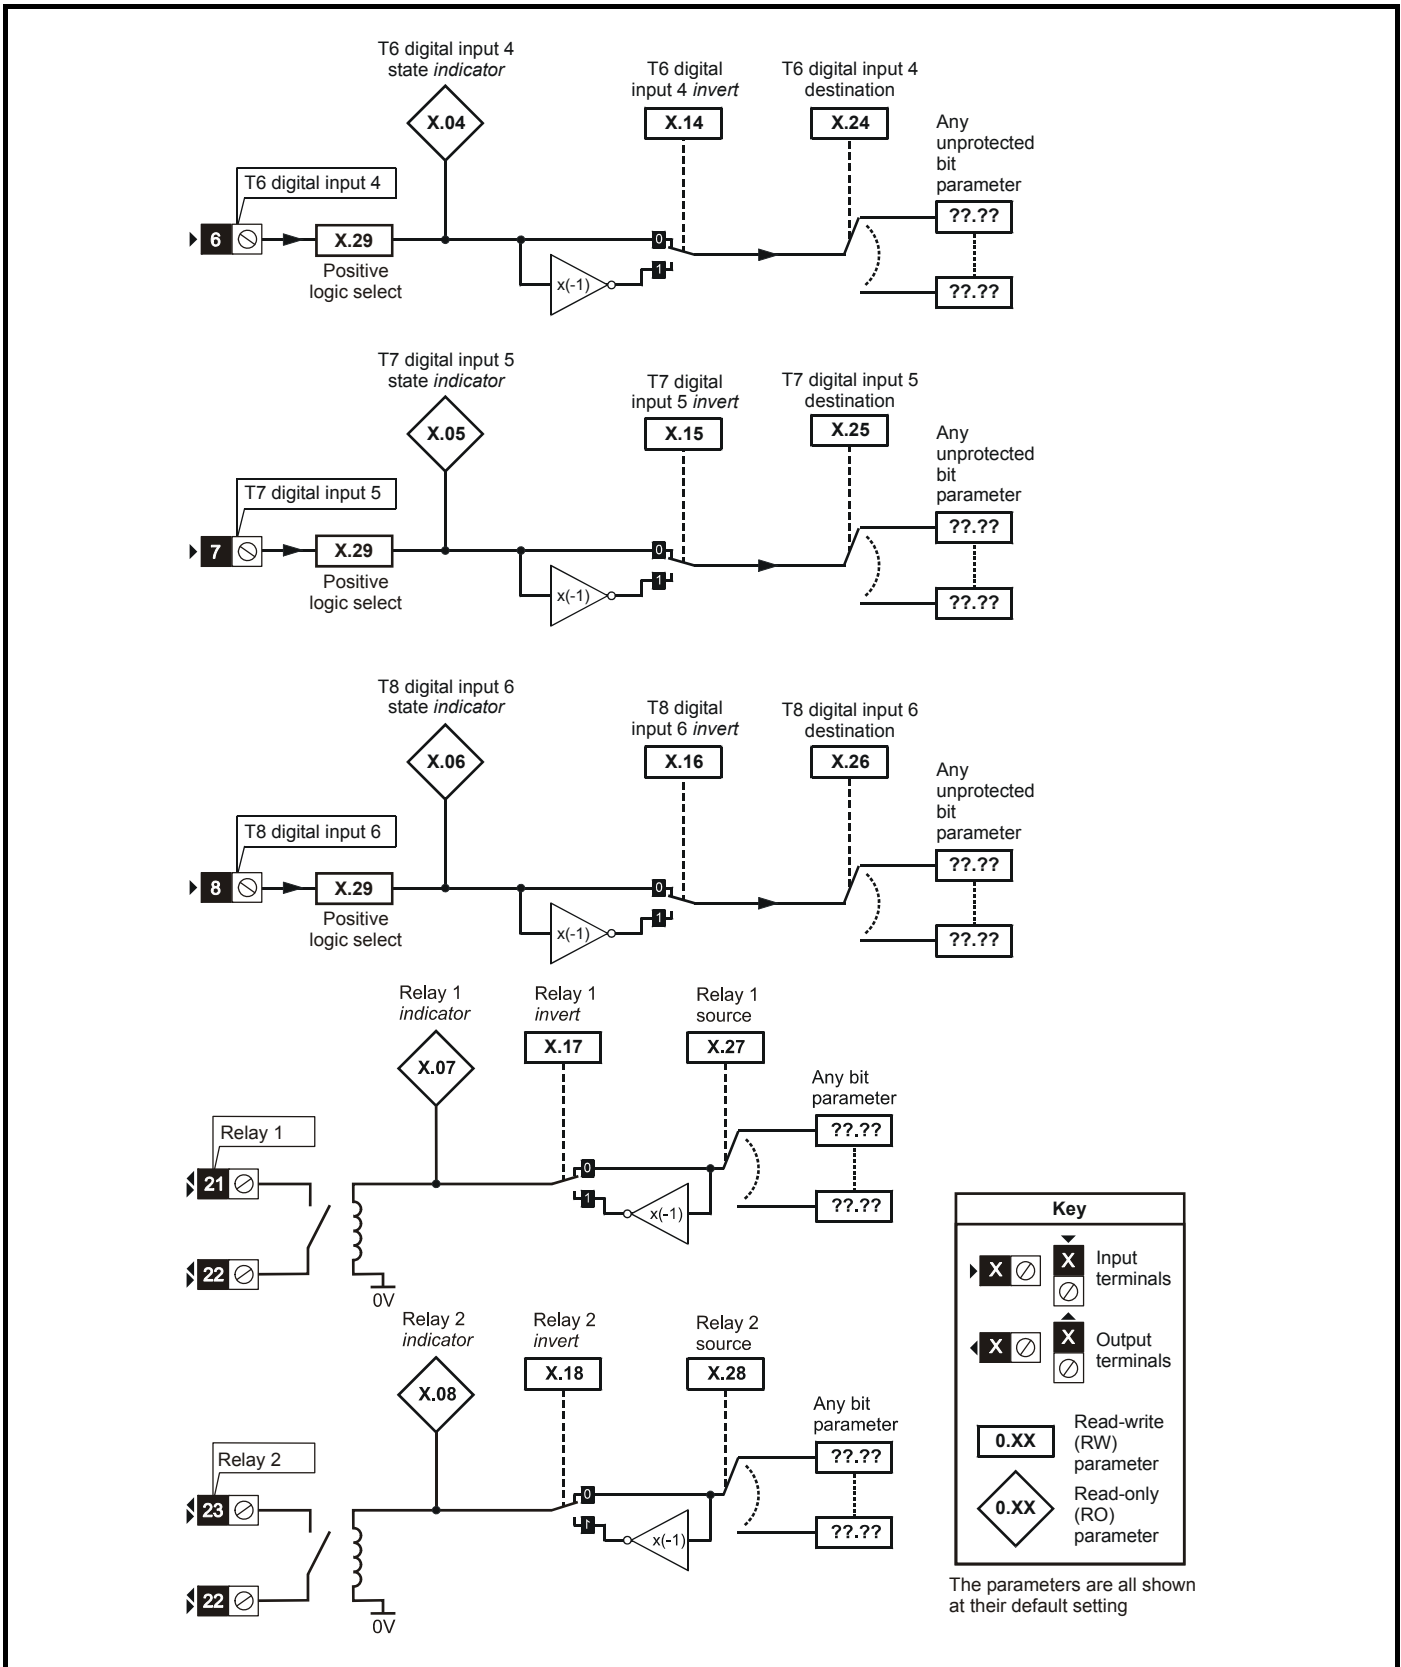 T6 digital input 4
state indicator
X.04
T6 digital
input 4 invert
X.14
T6 digital input 4
destination
X.24
Any
unprotected
bit
parameter
??.??
??.??
T6 digital input 4
6
X.29
Positive
logic select
x(-1)
0
1
T7 digital input 5
state indicator
X.05
T7 digital
input 5 invert
X.15
T7 digital input 5
destination
X.25
Any
unprotected
bit
parameter
??.??
??.??
T7 digital input 5
7
X.29
Positive
logic select
x(-1)
0
1
T8 digital input 6
state indicator
X.06
T8 digital
input 6 invert
X.16
T8 digital input 6
destination
X.26
Any
unprotected
bit
parameter
??.??
??.??
T8 digital input 6
8
X.29
Positive
logic select
x(-1)
0
1
Relay 1
indicator
X.07
Relay 1
invert
X.17
Relay 1
source
X.27
Any bit
parameter
??.??
??.??
Relay 1
21
22
0V
0
1
x(-1)
Relay 2
indicator
X.08
Relay 2
invert
X.18
Relay 2
source
X.28
Any bit
parameter
??.??
??.??
Relay 2
23
22
0V
0
1
x(-1)
Key
X
X
Input
terminals
X
X
Output
terminals
0.XX
Read-write
(RW)
parameter
0.XX
Read-only
(RO)
parameter
The parameters are all shown
at their default setting